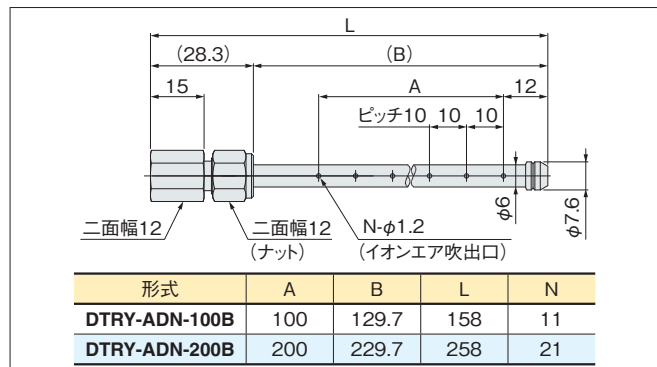 L
(28.3)
(B)
15
A
12
ピッチ10
10
10
φ6
φ7.6
二面幅12
二面幅12
(ナット)
N-φ1.2
(イオンエア吹出口)
形式 A B L N
DTRY-ADN-100B 100 129.7 158 11
DTRY-ADN-200B 200 229.7 258 21